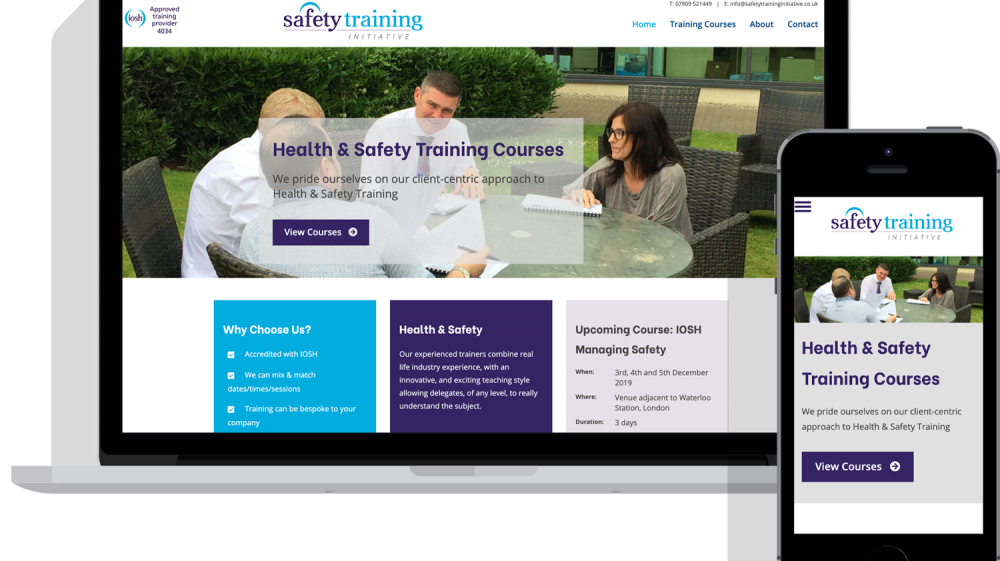 T: 07909 521449 | E: info@safetytraininginitiative.co.uk
iosh
Approved
training
provider
4034
safety training
INITIATIVE
Home Training Courses About Contact
Health & Safety Training Courses
We pride ourselves on our client-centric approach to
Health & Safety Training
View Courses
Why Choose Us?
Accredited with IOSH
We can mix & match
dates/times/sessions
Training can be bespoke to your
company
Health & Safety
Our experienced trainers combine real
life industry experience, with an
innovative, and exciting teaching style
allowing delegates, of any level, to really
understand the subject.
Upcoming Course: IOSH
Managing Safety
When: 3rd, 4th and 5th December
2019
Where: Venue adjacent to Waterloo
Station, London
Duration: 3 days
safety training
INITIATIVE
Health & Safety
Training Courses
We pride ourselves on our client-centric
approach to Health & Safety Training
View Courses